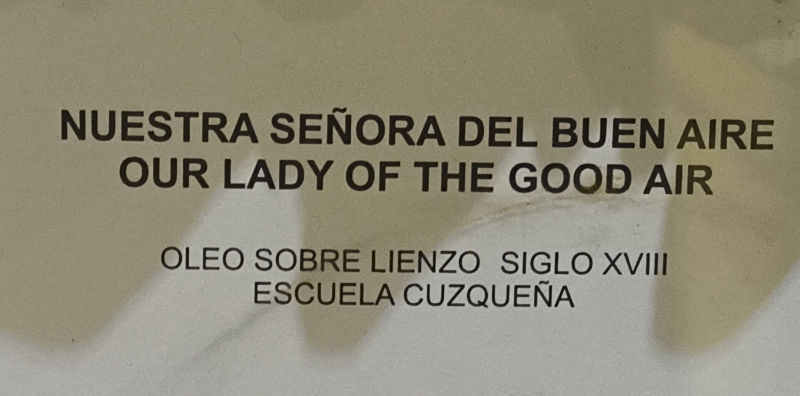 NUESTRA SEÑORA DEL BUEN AIRE
OUR LADY OF THE GOOD AIR
OLEO SOBRE LIENZO SIGLO XVIII
ESCUELA CUZQUEÑA